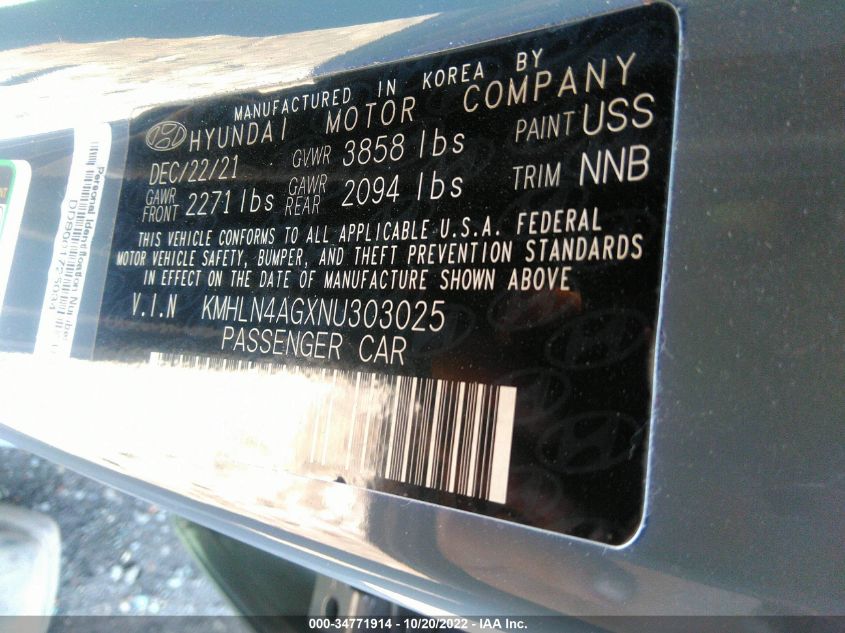 MANUFACTURED IN KOREA BY
HYUNDAI MOTOR COMPANY
DEC/22/21 GVWR 3858 lbs PAINT USS
GAWR FRONT 2271 lbs GAWR REAR 2094 lbs TRIM NNB
THIS VEHICLE CONFORMS TO ALL APPLICABLE U.S.A. FEDERAL
MOTOR VEHICLE SAFETY, BUMPER, AND THEFT PREVENTION STANDARDS
IN EFFECT ON THE DATE OF MANUFACTURE SHOWN ABOVE
V.I.N KMHLN4AGXNU303025
PASSENGER CAR
Personal Identification Number
000-34771914 - 10/20/2022 - IAA Inc.